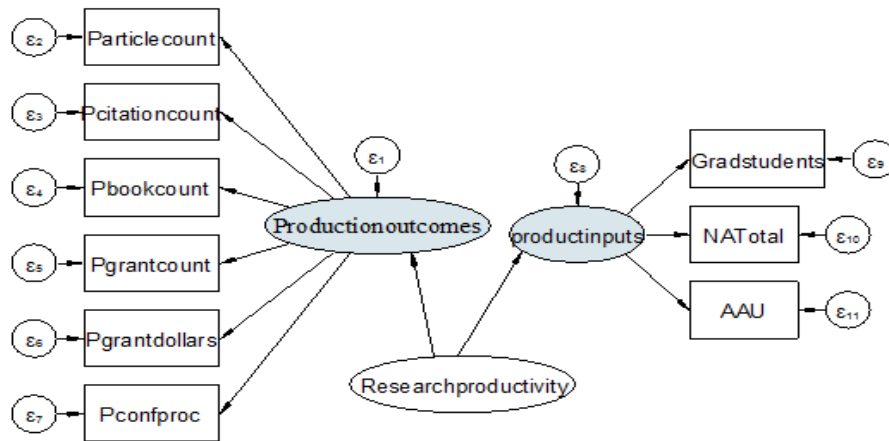 ε2 Particlecount
ε3 Pcitationcount
ε4 Pbookcount
ε5 Pgrantcount
ε6 Pgrantdollars
ε7 Pconfproc
ε1
Productionoutcomes
ε8
productinputs
Researchproductivity
Gradstudents ε9
NATotal ε10
AAU ε11